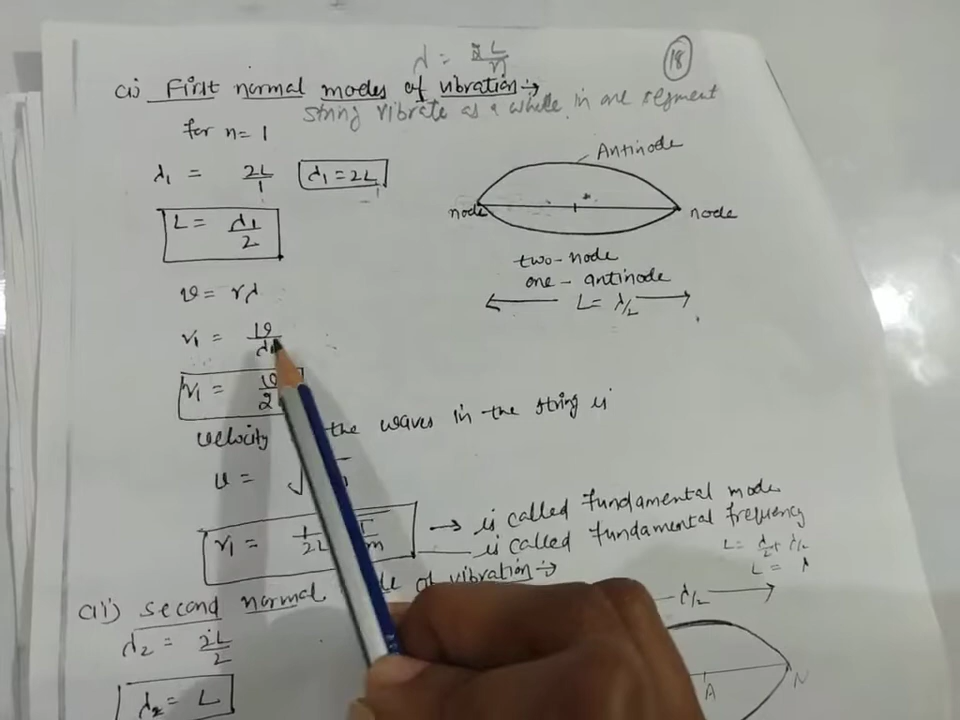 λ = 2L/n
18
(i) First normal modes of vibration :→
string vibrate as a whole in one segment
for n = 1
λ₁ = 2L/1 λ₁ = 2L
L = λ₁/2
v = νλ
ν₁ = v/λ₁
ν₁ = v/2
velocity the waves in the string is
v = √
ν₁ = 1/2L
→ is called fundamental mode
is called fundamental frequency
Antinode
node node
two-node
one-antinode
L = λ/2
L = λ/2 + λ/2
L = λ
(ii) second normal of vibration :→
λ₂ = 2L/2
λ₂ = L
λ/2
A
N